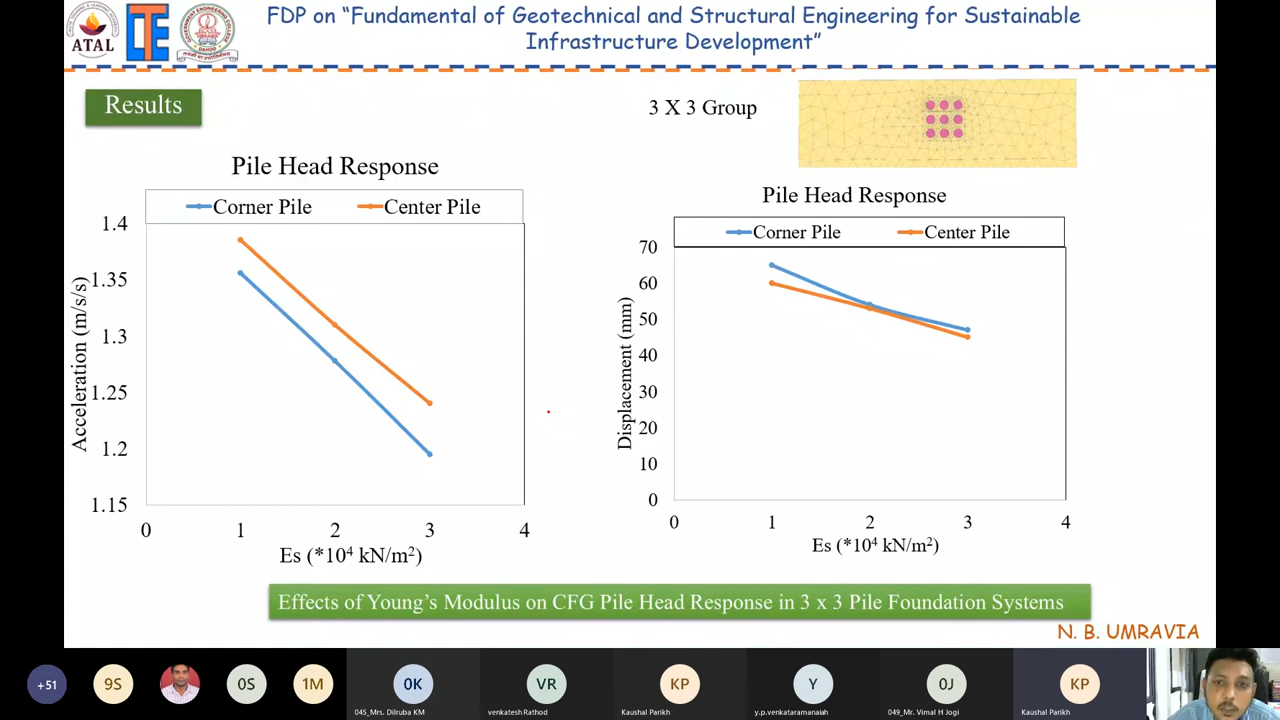 FDP on “Fundamental of Geotechnical and Structural Engineering for Sustainable
Infrastructure Development”
ATAL
LTE
DAHOD
Results
3 X 3 Group
Pile Head Response
Corner Pile
Center Pile
1.4
1.35
1.3
1.25
1.2
1.15
Acceleration (m/s/s)
0
1
2
3
4
Es (*10⁴ kN/m²)
Pile Head Response
Corner Pile
Center Pile
70
60
50
40
30
20
10
0
Displacement (mm)
0
1
2
3
4
Es (*10⁴ kN/m²)
Effects of Young’s Modulus on CFG Pile Head Response in 3 x 3 Pile Foundation Systems
N. B. UMRAVIA
+51
9S
0S
1M
0K
045_Mrs. Dilruba KM
VR
venkatesh Rathod
KP
Kaushal Parikh
Y
y.p.venkataramanaiah
0J
049_Mr. Vimal H Jogi
KP
Kaushal Parikh